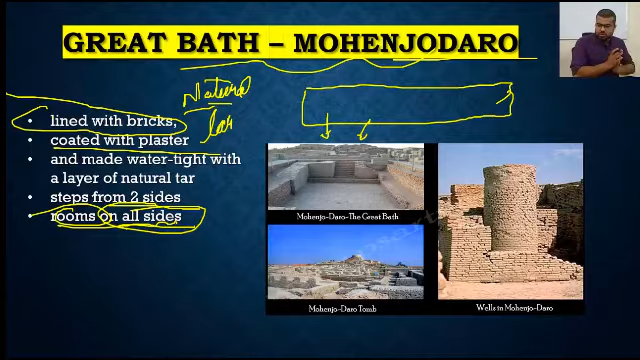 GREAT BATH – MOHENJODARO
Natural
tar
lined with bricks,
coated with plaster
and made water-tight with
a layer of natural tar
steps from 2 sides
rooms on all sides
Mohenjo-Daro-The Great Bath
Mohenjo-Daro Tomb
Wells in Mohenjo-Daro